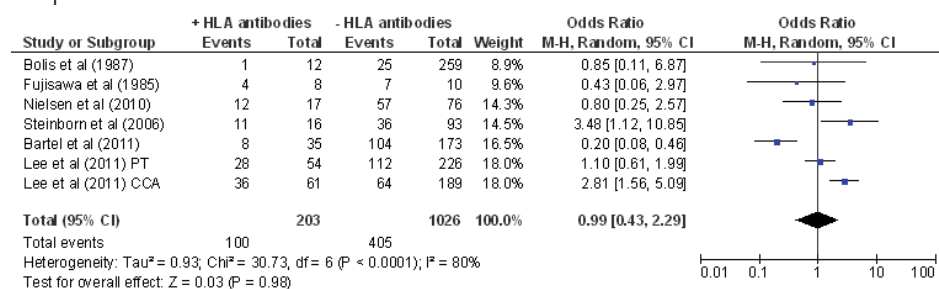 + HLA antibodies - HLA antibodies Odds Ratio Odds Ratio
Study or Subgroup Events Total Events Total Weight M-H, Random, 95% CI M-H, Random, 95% CI
Bolis et al (1987) 1 12 25 259 8.9% 0.85 [0.11, 6.87]
Fujisawa et al (1985) 4 8 7 10 9.6% 0.43 [0.06, 2.97]
Nielsen et al (2010) 12 17 57 76 14.3% 0.80 [0.25, 2.57]
Steinborn et al (2006) 11 16 36 93 14.5% 3.48 [1.12, 10.85]
Bartel et al (2011) 8 35 104 173 16.5% 0.20 [0.08, 0.46]
Lee et al (2011) PT 28 54 112 226 18.0% 1.10 [0.61, 1.99]
Lee et al (2011) CCA 36 61 64 189 18.0% 2.81 [1.56, 5.09]
Total (95% CI) 203 1026 100.0% 0.99 [0.43, 2.29]
Total events 100 405
Heterogeneity: Tau² = 0.93; Chi² = 30.73, df = 6 (P < 0.0001); I² = 80%
Test for overall effect: Z = 0.03 (P = 0.98)
0.01 0.1 1 10 100